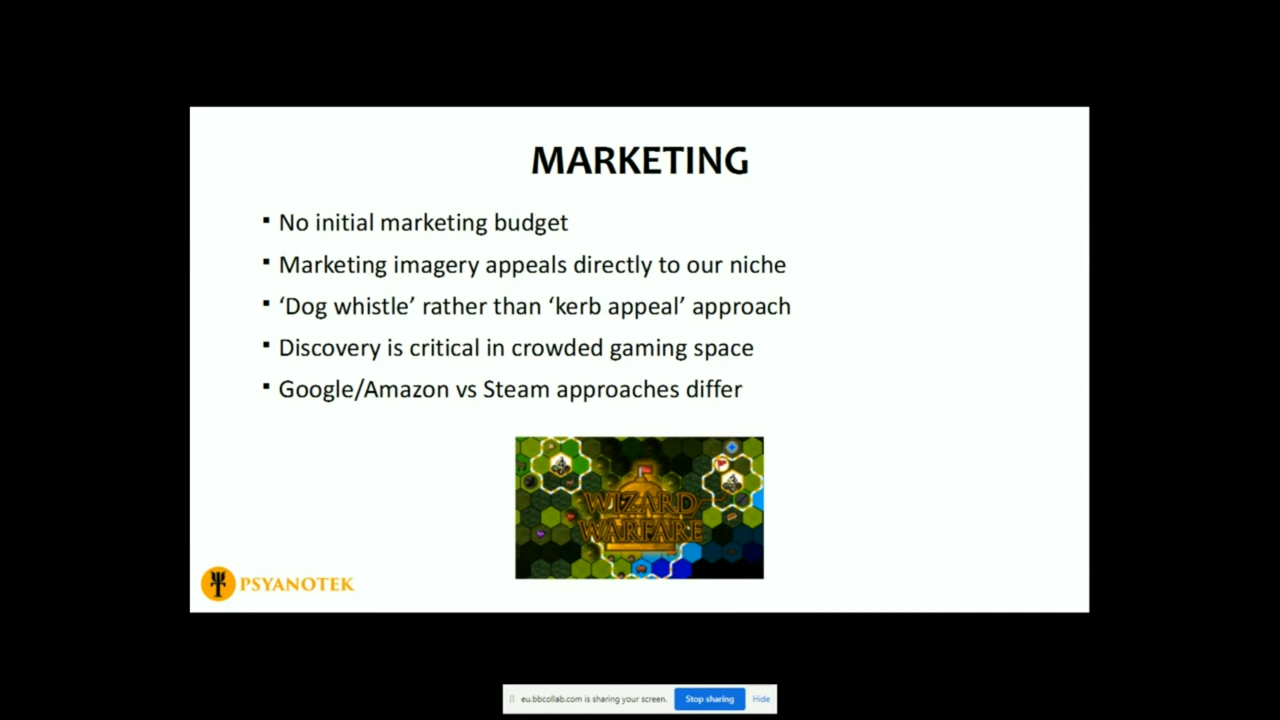 MARKETING
▪ No initial marketing budget
▪ Marketing imagery appeals directly to our niche
▪ ‘Dog whistle’ rather than ‘kerb appeal’ approach
▪ Discovery is critical in crowded gaming space
▪ Google/Amazon vs Steam approaches differ
WIZARD
WARFARE
PSYANOTEK
eu.bbcollab.com is sharing your screen. Stop sharing Hide